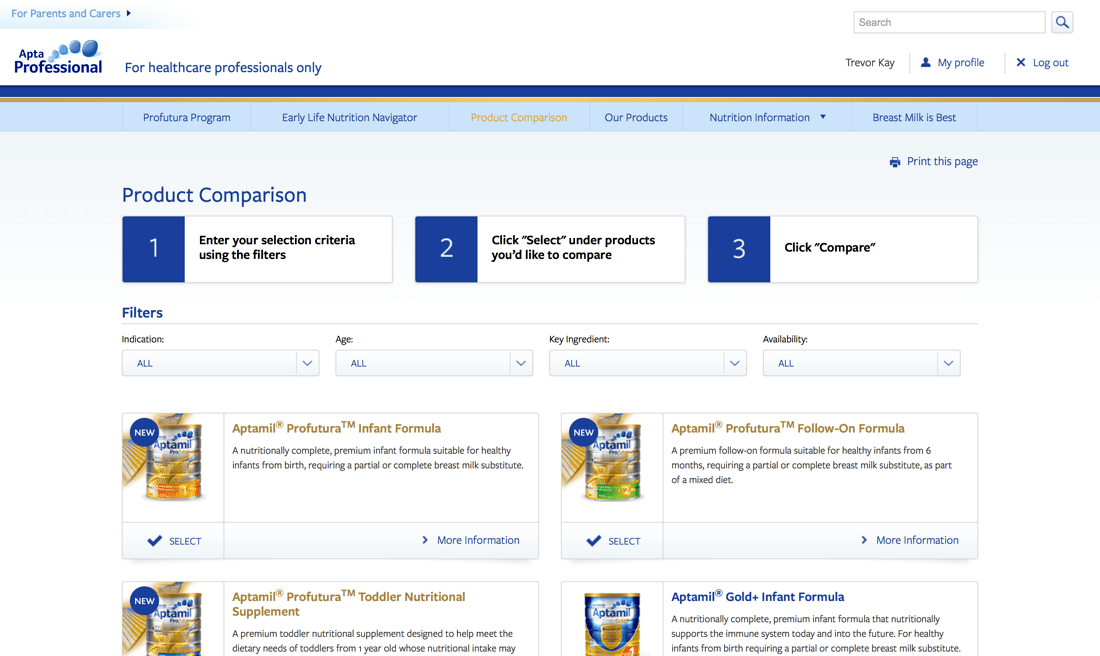 For Parents and Carers
Search
Apta
Professional
For healthcare professionals only
Trevor Kay
My profile
Log out
Profutura Program
Early Life Nutrition Navigator
Product Comparison
Our Products
Nutrition Information
Breast Milk is Best
Print this page
Product Comparison
1
Enter your selection criteria
using the filters
2
Click "Select" under products
you'd like to compare
3
Click "Compare"
Filters
Indication:
Age:
Key Ingredient:
Availability:
ALL
ALL
ALL
ALL
NEW
Aptamil
Aptamil® Profutura™ Infant Formula
A nutritionally complete, premium infant formula suitable for healthy
infants from birth, requiring a partial or complete breast milk substitute.
SELECT
More Information
NEW
Aptamil
Aptamil® Profutura™ Follow-On Formula
A premium follow-on formula suitable for healthy infants from 6
months, requiring a partial or complete breast milk substitute, as part
of a mixed diet.
SELECT
More Information
NEW
Aptamil
Aptamil® Profutura™ Toddler Nutritional
Supplement
A premium toddler nutritional supplement designed to help meet the
dietary needs of toddlers from 1 year old whose nutritional intake may
Aptamil
1
Aptamil® Gold+ Infant Formula
A nutritionally complete, premium infant formula that nutritionally
supports the immune system today and into the future. For healthy
infants from birth requiring a partial or complete breast milk substitute.